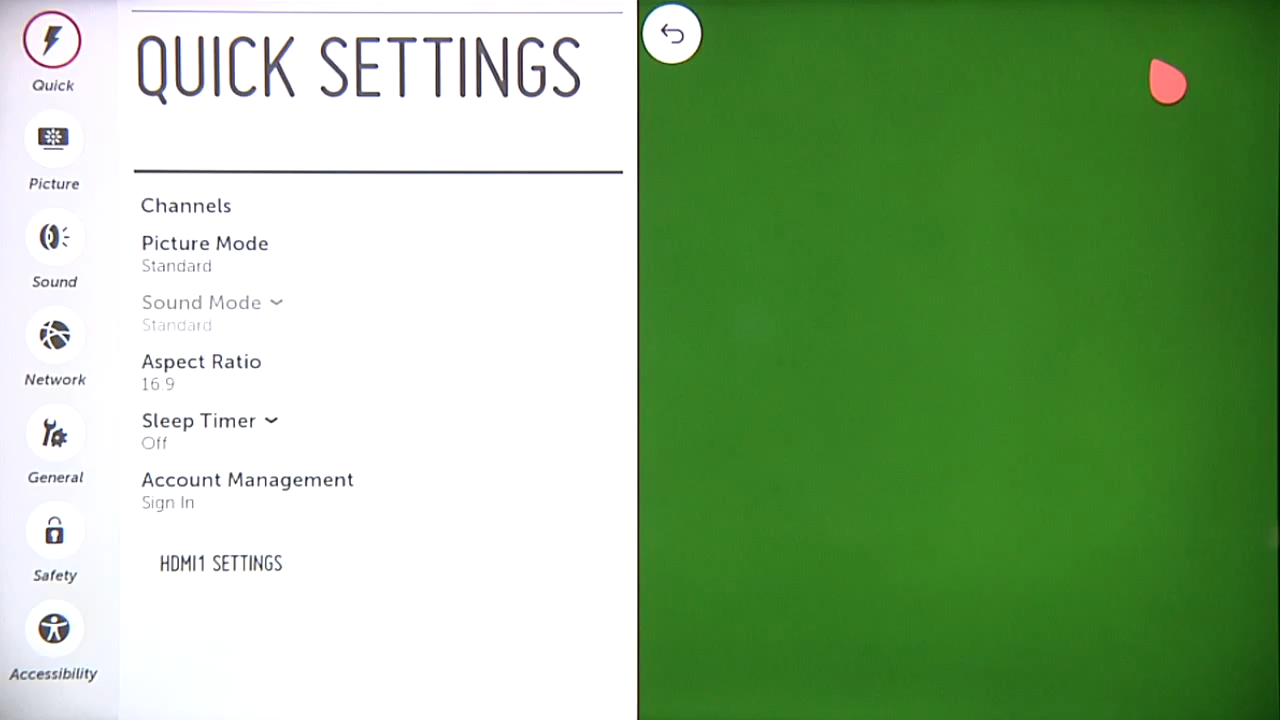 Quick
Picture
Sound
Network
General
Safety
Accessibility
QUICK SETTINGS
Channels
Picture Mode
Standard
Sound Mode
Standard
Aspect Ratio
16 9
Sleep Timer
Off
Account Management
Sign In
HDMI1 SETTINGS